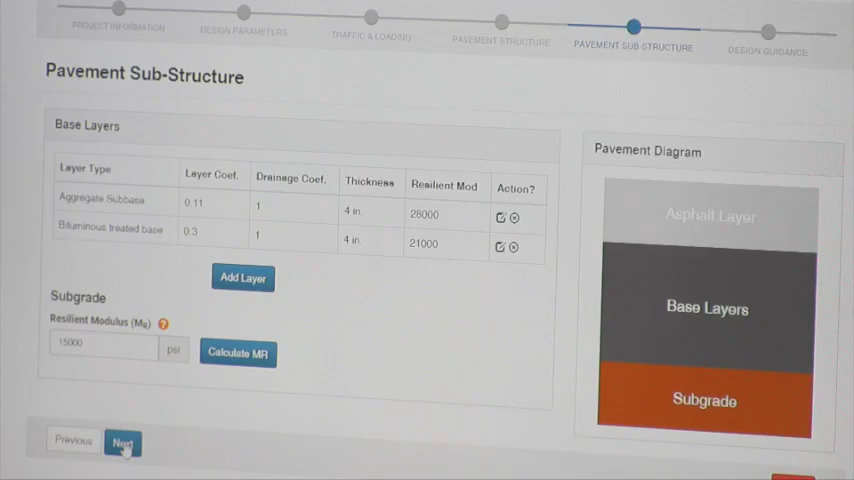 PROJECT INFORMATION
DESIGN PARAMETERS
TRAFFIC & LOADING
PAVEMENT STRUCTURE
PAVEMENT SUB-STRUCTURE
DESIGN GUIDANCE
Pavement Sub-Structure
Base Layers
Layer Type Layer Coef. Drainage Coef. Thickness Resilient Mod Action?
Aggregate Subbase 0.11 1 4 in. 28000
Bituminous treated base 0.3 1 4 in. 21000
Add Layer
Subgrade
Resilient Modulus (MR) ?
15000 psi Calculate MR
Previous Next
Pavement Diagram
Asphalt Layer
Base Layers
Subgrade